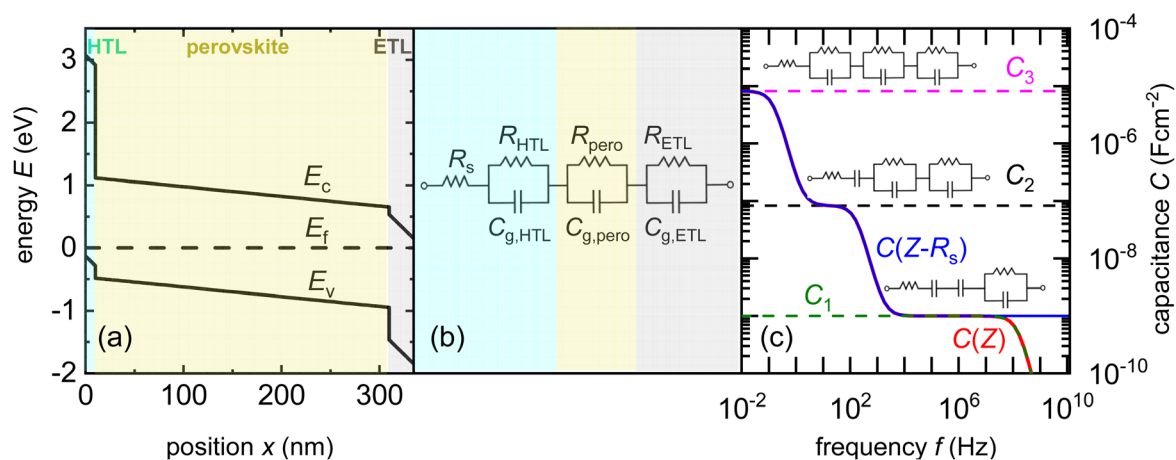 HTL perovskite ETL
energy E (eV)
3
2
1
0
-1
-2
E_c
E_f
E_v
(a)
0 100 200 300
position x (nm)
R_s
R_HTL
R_pero
R_ETL
C_g,HTL
C_g,pero
C_g,ETL
(b)
C_3
C_2
C(Z-R_s)
C_1
C(Z)
(c)
10^-2 10^2 10^6 10^10
frequency f (Hz)
10^-4
10^-6
10^-8
10^-10
capacitance C (Fcm^-2)